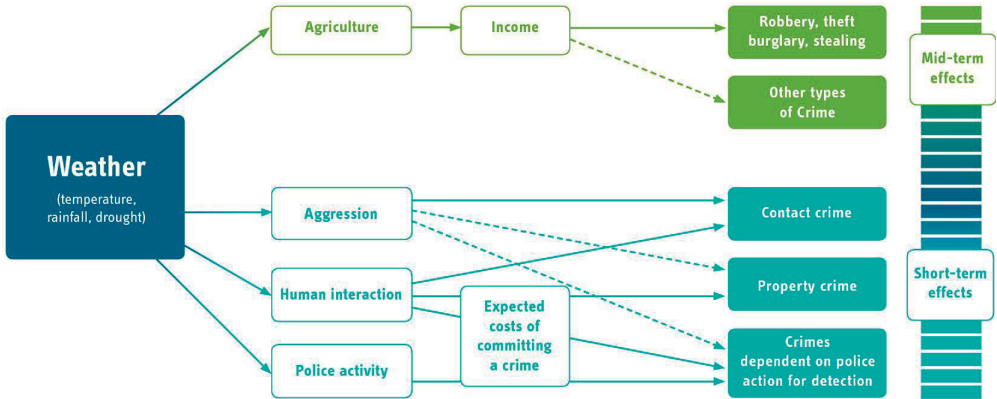 Weather
(temperature,
rainfall, drought)
Agriculture
Income
Robbery, theft
burglary, stealing
Other types
of Crime
Mid-term
effects
Aggression
Human interaction
Police activity
Expected
costs of
committing
a crime
Contact crime
Property crime
Crimes
dependent on police
action for detection
Short-term
effects